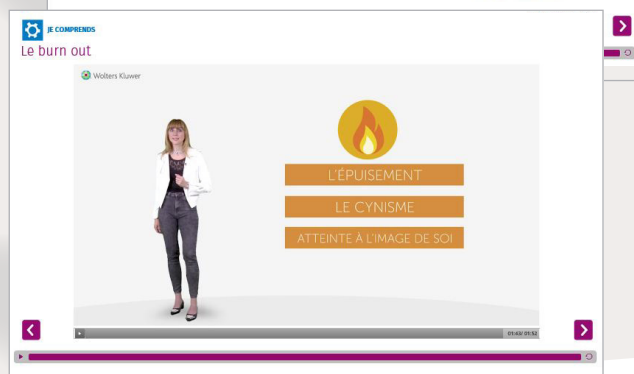 JE COMPRENDS
Le burn out
Wolters Kluwer
L'ÉPUISEMENT
LE CYNISME
ATTEINTE À L'IMAGE DE SOI
01:43/ 01:52